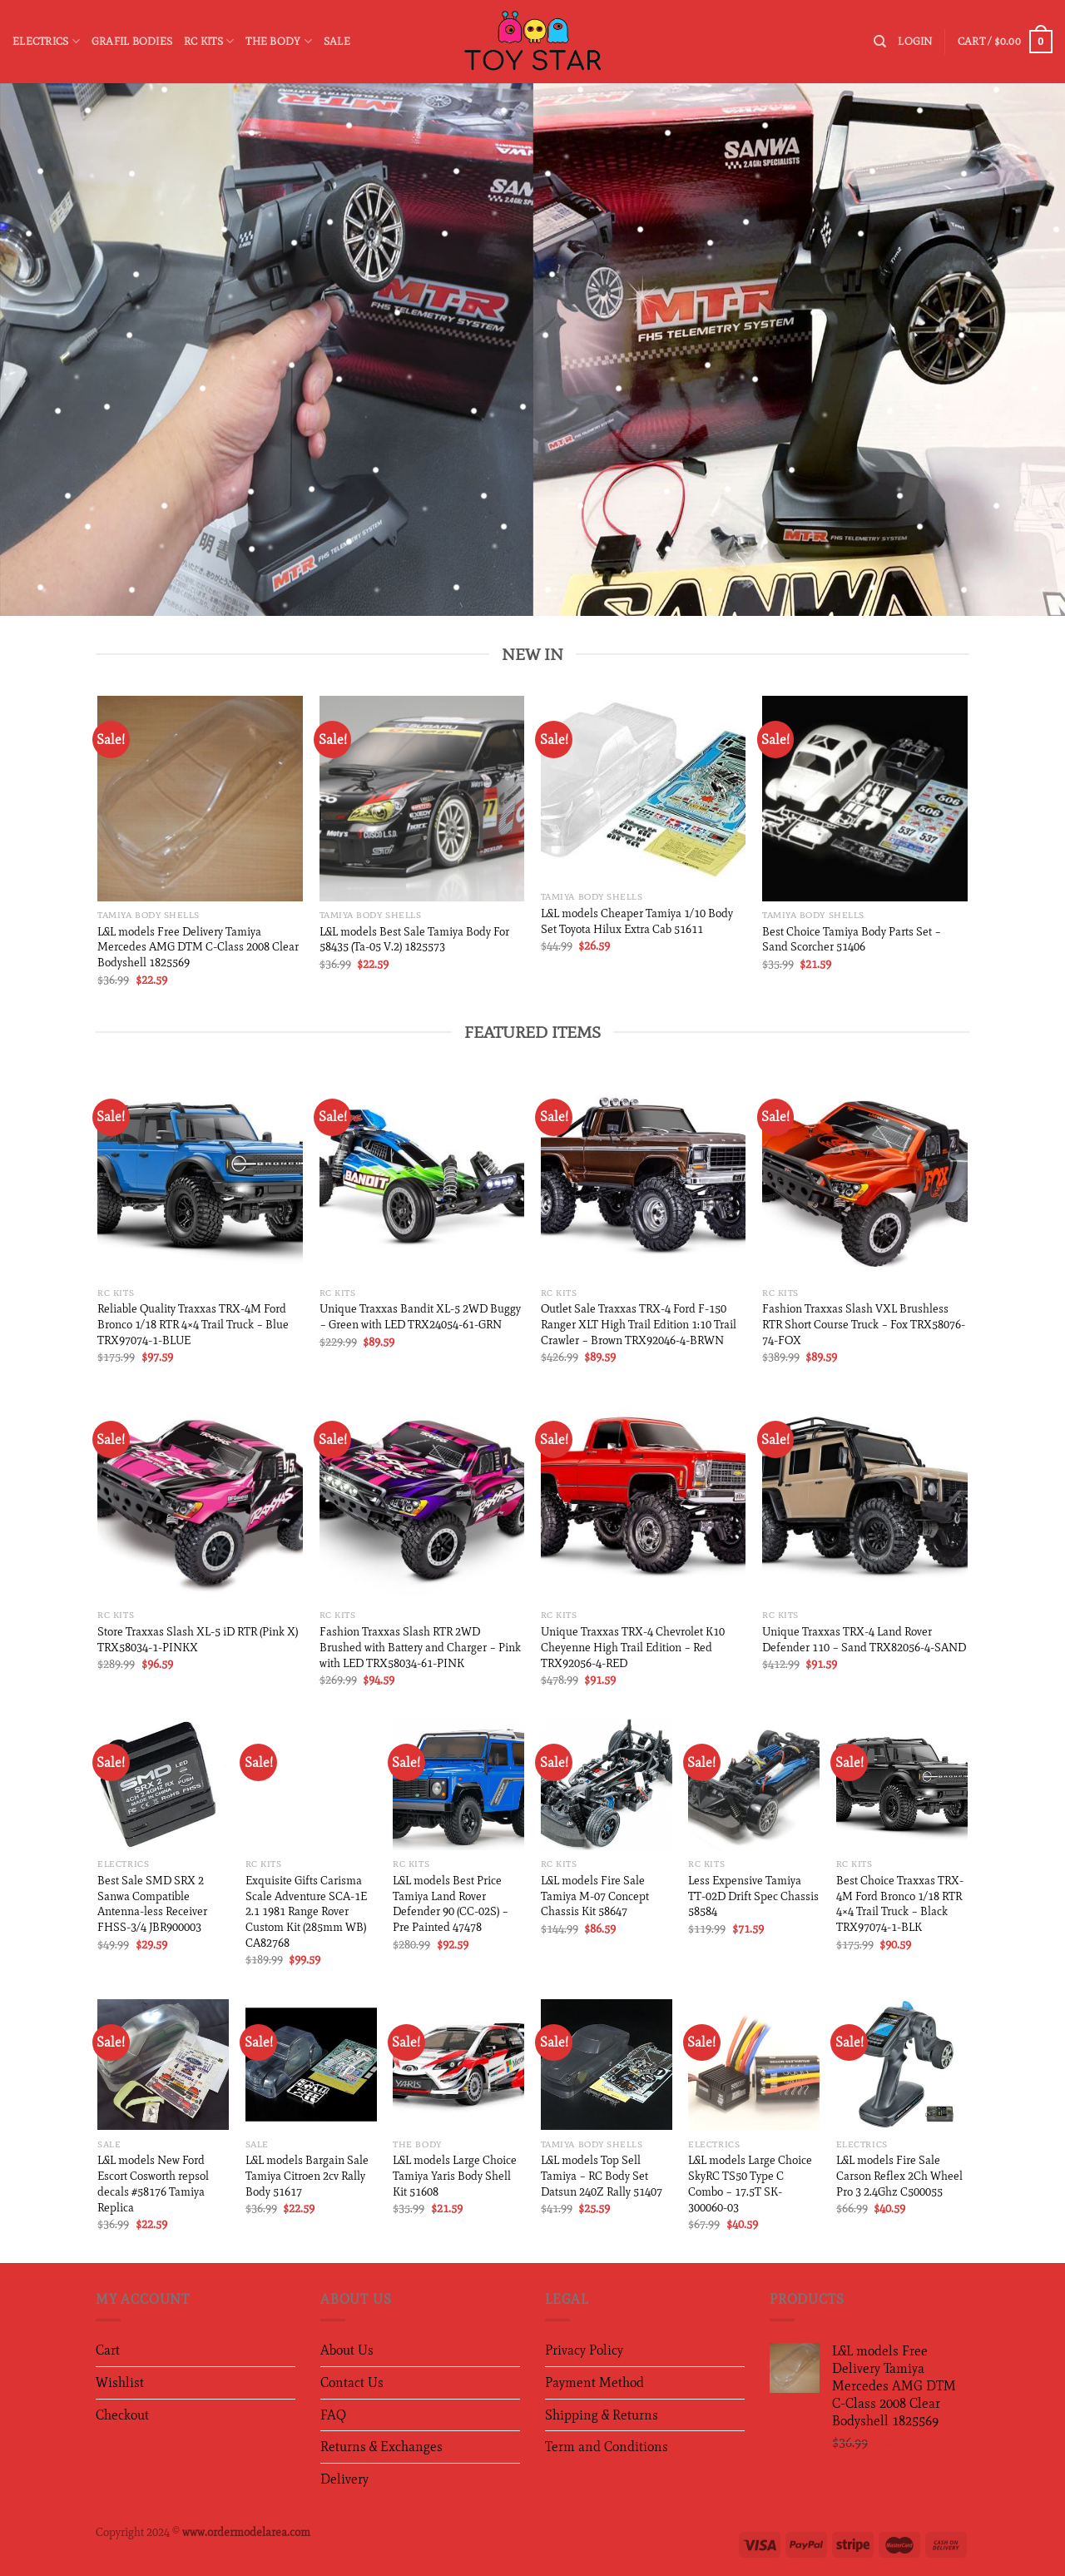 ELECTRICS
GRAFIL BODIES
RC KITS
THE BODY
SALE
TOY STAR
LOGIN
CART / $0.00
0
MTR
FHS TELEMETRY SYSTEM
SANWA
MTR
FHS TELEMETRY SYSTEM
SANWA
2.4GHz SPECIALISTS
MTR
FHS TELEMETRY SYSTEM
MTR
FHS TELEMETRY SYSTEM
SANWA
NEW IN
Sale!
TAMIYA BODY SHELLS
L&L models Free Delivery Tamiya
Mercedes AMG DTM C-Class 2008 Clear
Bodyshell 1825569
$36.99 $22.59
Sale!
TAMIYA BODY SHELLS
L&L models Best Sale Tamiya Body For
58435 (Ta-05 V.2) 1825573
$36.99 $22.59
Sale!
TAMIYA BODY SHELLS
L&L models Cheaper Tamiya 1/10 Body
Set Toyota Hilux Extra Cab 51611
$44.99 $26.59
Sale!
TAMIYA BODY SHELLS
Best Choice Tamiya Body Parts Set –
Sand Scorcher 51406
$35.99 $21.59
FEATURED ITEMS
Sale!
RC KITS
Reliable Quality Traxxas TRX-4M Ford
Bronco 1/18 RTR 4×4 Trail Truck – Blue
TRX97074-1-BLUE
$175.99 $97.59
Sale!
RC KITS
Unique Traxxas Bandit XL-5 2WD Buggy
– Green with LED TRX24054-61-GRN
$229.99 $89.59
Sale!
RC KITS
Outlet Sale Traxxas TRX-4 Ford F-150
Ranger XLT High Trail Edition 1:10 Trail
Crawler – Brown TRX92046-4-BRWN
$426.99 $89.59
Sale!
RC KITS
Fashion Traxxas Slash VXL Brushless
RTR Short Course Truck – Fox TRX58076-
74-FOX
$389.99 $89.59
Sale!
RC KITS
Store Traxxas Slash XL-5 iD RTR (Pink X)
TRX58034-1-PINKX
$289.99 $96.59
Sale!
RC KITS
Fashion Traxxas Slash RTR 2WD
Brushed with Battery and Charger – Pink
with LED TRX58034-61-PINK
$269.99 $94.59
Sale!
RC KITS
Unique Traxxas TRX-4 Chevrolet K10
Cheyenne High Trail Edition – Red
TRX92056-4-RED
$478.99 $91.59
Sale!
RC KITS
Unique Traxxas TRX-4 Land Rover
Defender 110 – Sand TRX82056-4-SAND
$412.99 $91.59
Sale!
ELECTRICS
Best Sale SMD SRX 2
Sanwa Compatible
Antenna-less Receiver
FHSS-3/4 JBR900003
$49.99 $29.59
Sale!
RC KITS
Exquisite Gifts Carisma
Scale Adventure SCA-1E
2.1 1981 Range Rover
Custom Kit (285mm WB)
CA82768
$189.99 $99.59
Sale!
RC KITS
L&L models Best Price
Tamiya Land Rover
Defender 90 (CC-02S) –
Pre Painted 47478
$280.99 $92.59
Sale!
RC KITS
L&L models Fire Sale
Tamiya M-07 Concept
Chassis Kit 58647
$144.99 $86.59
Sale!
RC KITS
Less Expensive Tamiya
TT-02D Drift Spec Chassis
58584
$119.99 $71.59
Sale!
RC KITS
Best Choice Traxxas TRX-
4M Ford Bronco 1/18 RTR
4×4 Trail Truck – Black
TRX97074-1-BLK
$175.99 $90.59
Sale!
SALE
L&L models New Ford
Escort Cosworth repsol
decals #58176 Tamiya
Replica
$36.99 $22.59
Sale!
SALE
L&L models Bargain Sale
Tamiya Citroen 2cv Rally
Body 51617
$36.99 $22.59
Sale!
THE BODY
L&L models Large Choice
Tamiya Yaris Body Shell
Kit 51608
$35.99 $21.59
Sale!
TAMIYA BODY SHELLS
L&L models Top Sell
Tamiya – RC Body Set
Datsun 240Z Rally 51407
$41.99 $25.59
Sale!
ELECTRICS
L&L models Large Choice
SkyRC TS50 Type C
Combo – 17.5T SK-
300060-03
$67.99 $40.59
Sale!
ELECTRICS
L&L models Fire Sale
Carson Reflex 2Ch Wheel
Pro 3 2.4Ghz C500055
$66.99 $40.59
MY ACCOUNT
Cart
Wishlist
Checkout
ABOUT US
About Us
Contact Us
FAQ
Returns & Exchanges
Delivery
LEGAL
Privacy Policy
Payment Method
Shipping & Returns
Term and Conditions
PRODUCTS
L&L models Free
Delivery Tamiya
Mercedes AMG DTM
C-Class 2008 Clear
Bodyshell 1825569
$36.99
Copyright 2024 © www.ordermodelarea.com
VISA
PayPal
stripe
MasterCard
CASH ON
DELIVERY